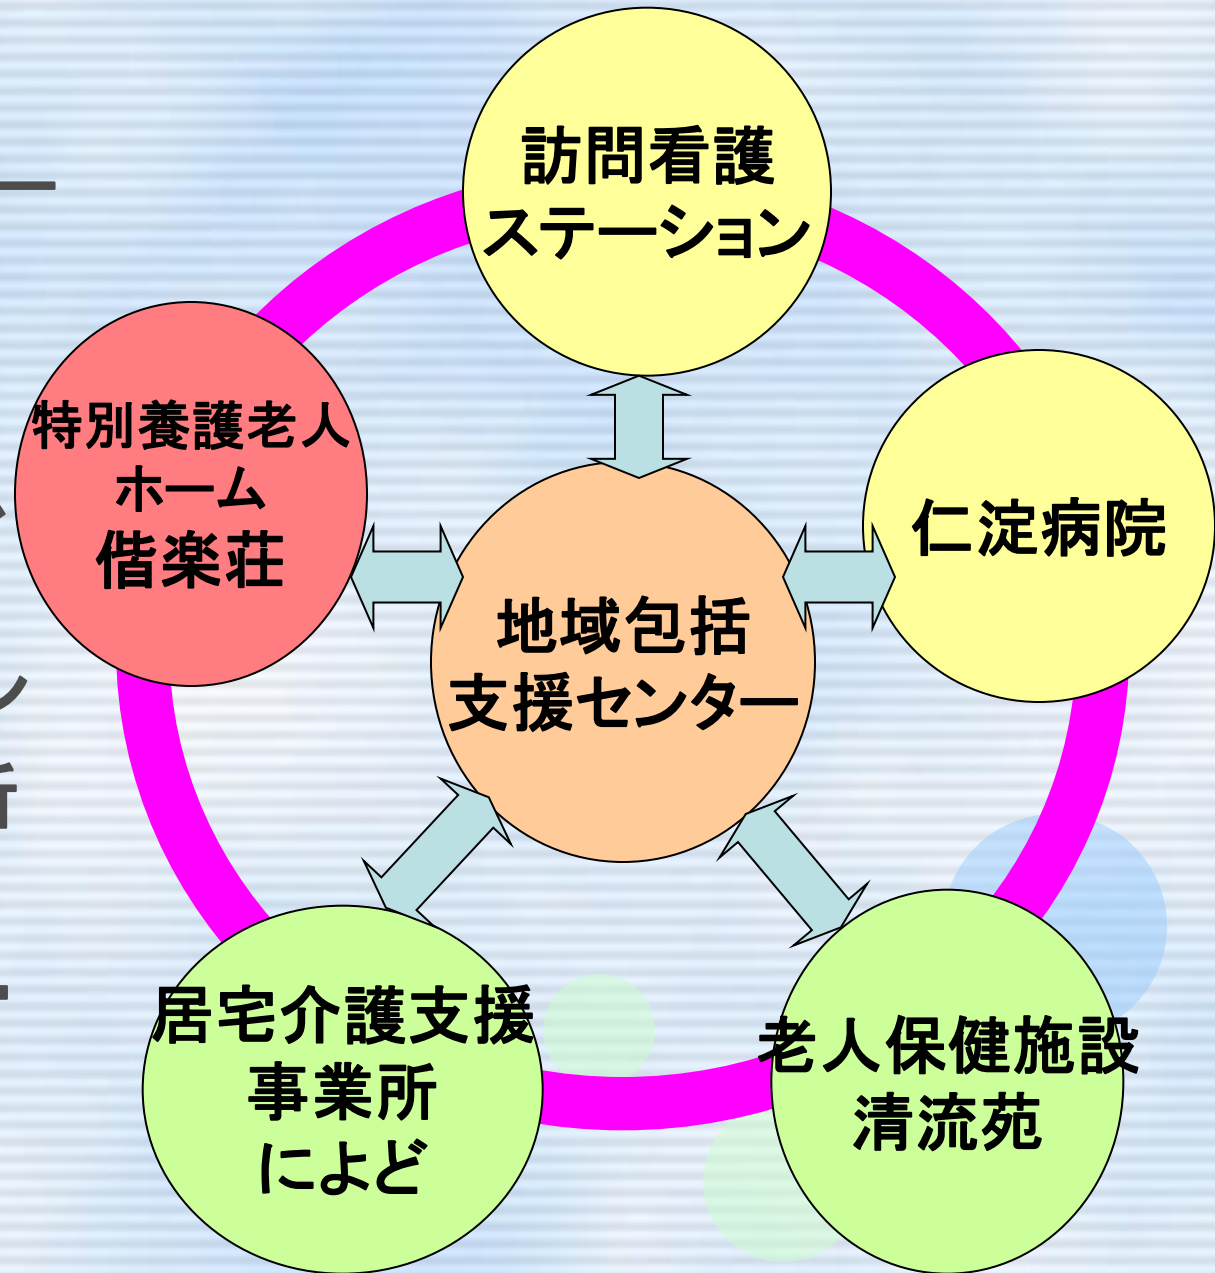 訪問看護
ステーション
特別養護老人
ホーム
偕楽荘
仁淀病院
地域包括
支援センター
居宅介護支援
事業所
によど
老人保健施設
清流苑